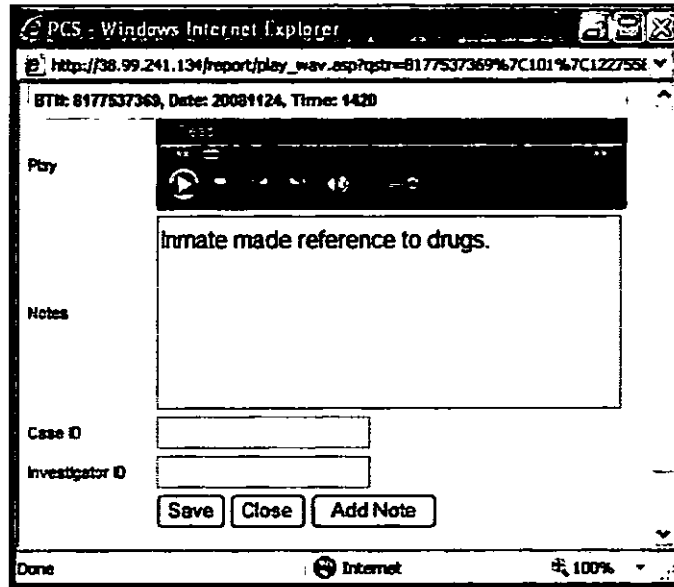 PCS - Windows Internet Explorer
http://38.99.241.134/report/play_wav.asp?qstr=8177537369%7C101%7C1227558
BT#: 8177537369, Date: 20081124, Time: 1420
Play
Notes
Inmate made reference to drugs.
Case ID
Investigator ID
Save Close Add Note
Done Internet 100%